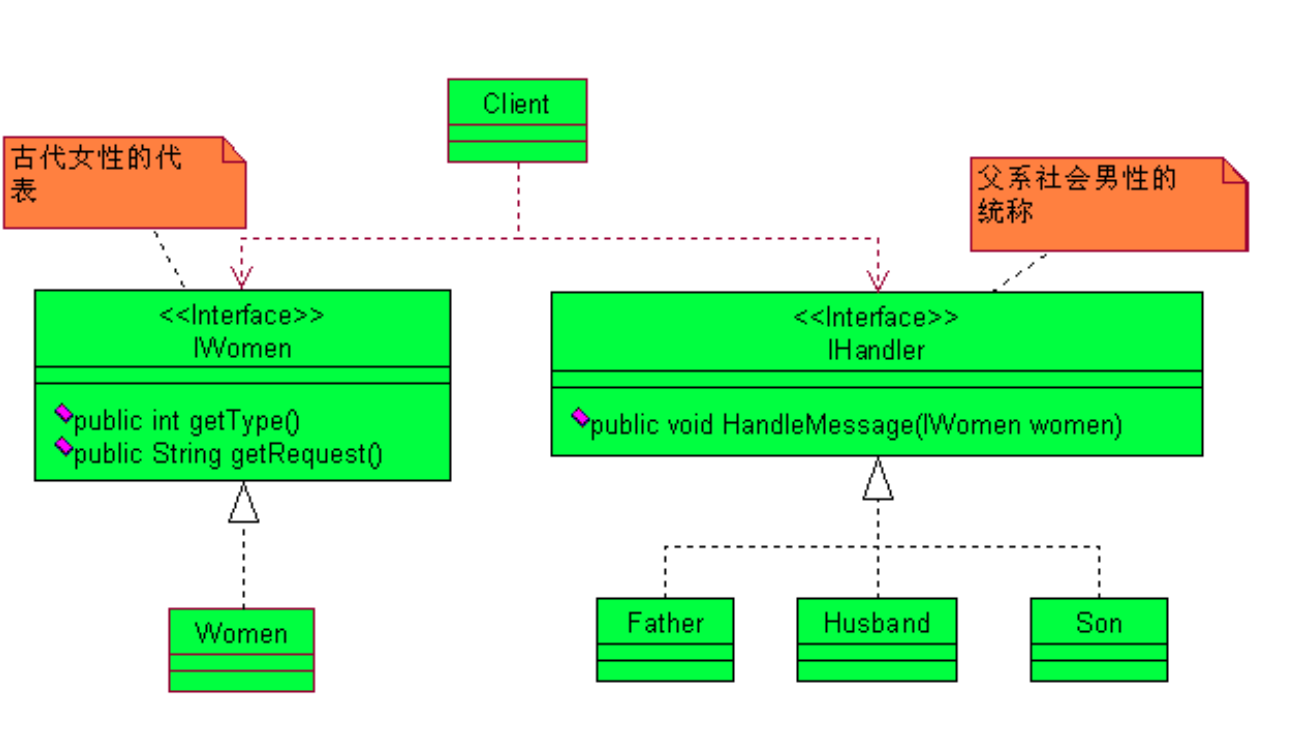 Client
古代女性的代
表
父系社会男性的
统称
<<Interface>>
IWomen
public int getType()
public String getRequest()
<<Interface>>
IHandler
public void HandleMessage(IWomen women)
Women
Father
Husband
Son